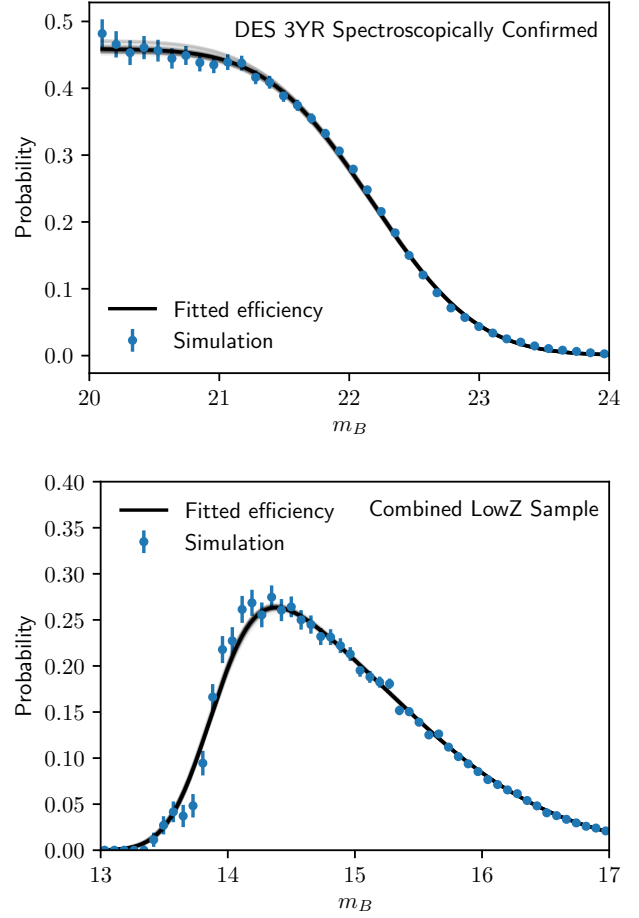 DES 3YR Spectroscopically Confirmed
0.5
0.4
0.3
0.2
0.1
0.0
Probability
Fitted efficiency
Simulation
20
21
22
23
24
m_B
Fitted efficiency
Simulation
Combined LowZ Sample
0.40
0.35
0.30
0.25
0.20
0.15
0.10
0.05
0.00
Probability
13
14
15
16
17
m_B